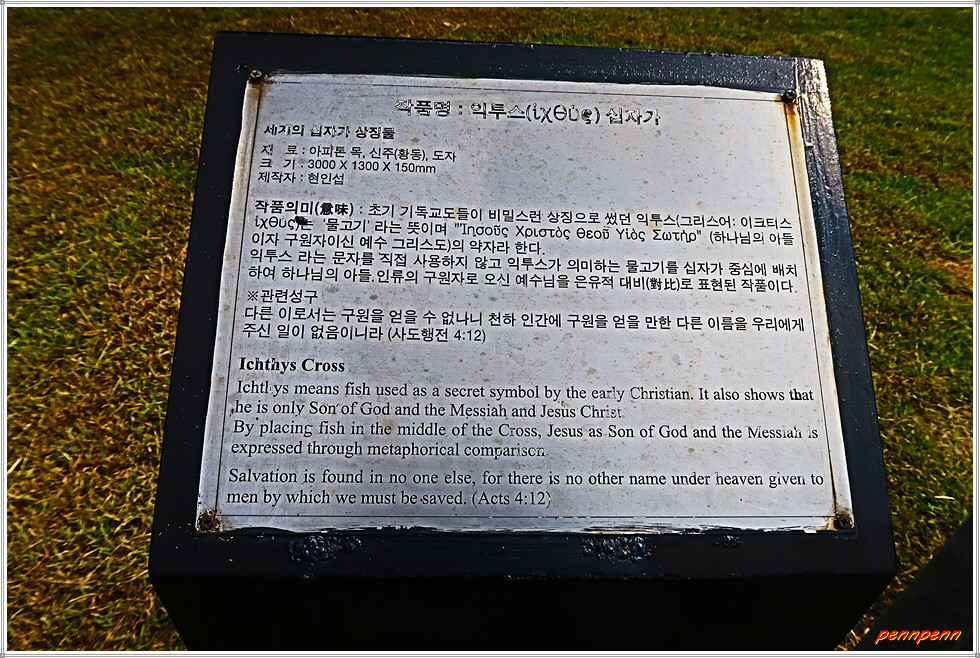 작품명 : 익투스(ἰχθύς) 십자가
세계의 십자가 상징물
재 료 : 아피톤 목, 신주(황동), 도자
크 기 : 3000 X 1300 X 150mm
제작자 : 현인섭
작품의미(意味) : 초기 기독교도들이 비밀스런 상징으로 썼던 익투스(그리스어: 이크티스
ἰχθύς)는 '물고기' 라는 뜻이며 "Ἰησοῦς Χριστὸς θεοῦ Υἱὸς Σωτήρ" (하나님의 아들
이자 구원자이신 예수 그리스도)의 약자라 한다.
익투스 라는 문자를 직접 사용하지 않고 익투스가 의미하는 물고기를 십자가 중심에 배치
하여 하나님의 아들 인류의 구원자로 오신 예수님을 은유적 대비(對比)로 표현된 작품이다.
※관련성구
다른 이로서는 구원을 얻을 수 없나니 천하 인간에 구원을 얻을 만한 다른 이름을 우리에게
주신 일이 없음이니라 (사도행전 4:12)
Ichthys Cross
Ichthys means fish used as a secret symbol by the early Christian. It also shows that
he is only Son of God and the Messiah and Jesus Christ.
By placing fish in the middle of the Cross, Jesus as Son of God and the Messiah is
expressed through metaphorical comparison.
Salvation is found in no one else, for there is no other name under heaven given to
men by which we must be saved. (Acts 4:12)
pennpenn